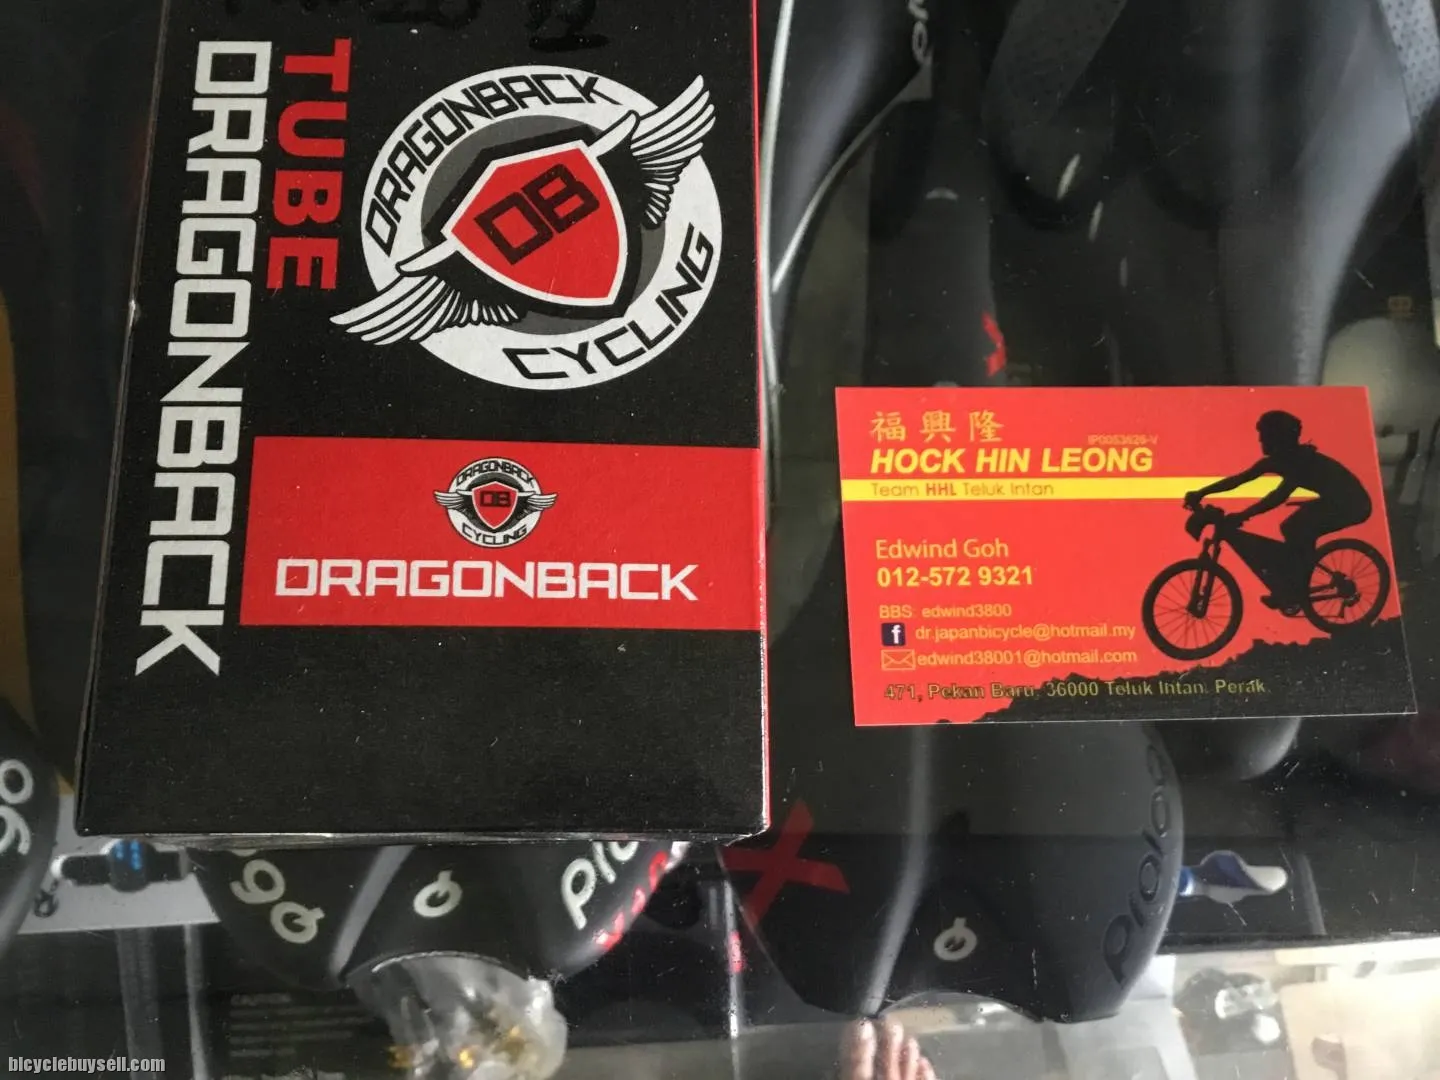 TUBE
DRAGONBACK
DRAGONBACK
DB
CYCLING
DRAGONBACK
DB
CYCLING
DRAGONBACK
福興隆
IP0053626-V
HOCK HIN LEONG
Team HHL Teluk Intan
Edwind Goh
012-572 9321
BBS: edwind3800
f dr.japanbicycle@hotmail.my
edwind38001@hotmail.com
471, Pekan Baru, 36000 Teluk Intan. Perak.
prolog
bicyclebuysell.com